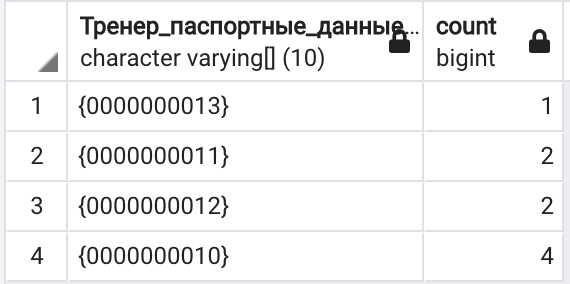 Тренер_паспортные_данные... count
character varying[] (10) bigint
1 {0000000013} 1
2 {0000000011} 2
3 {0000000012} 2
4 {0000000010} 4